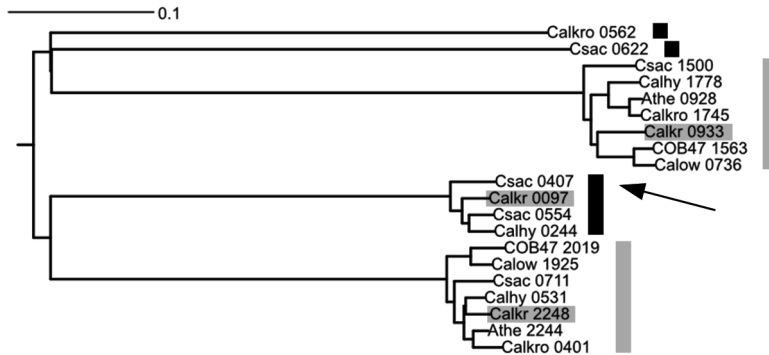 0.1
Calkro 0562
Csac 0622
Csac 1500
Calhy 1778
Athe 0928
Calkro 1745
Calkr 0933
COB47 1563
Calow 0736
Csac 0407
Calkr 0097
Csac 0554
Calhy 0244
COB47 2019
Calow 1925
Csac 0711
Calhy 0531
Calkr 2248
Athe 2244
Calkro 0401